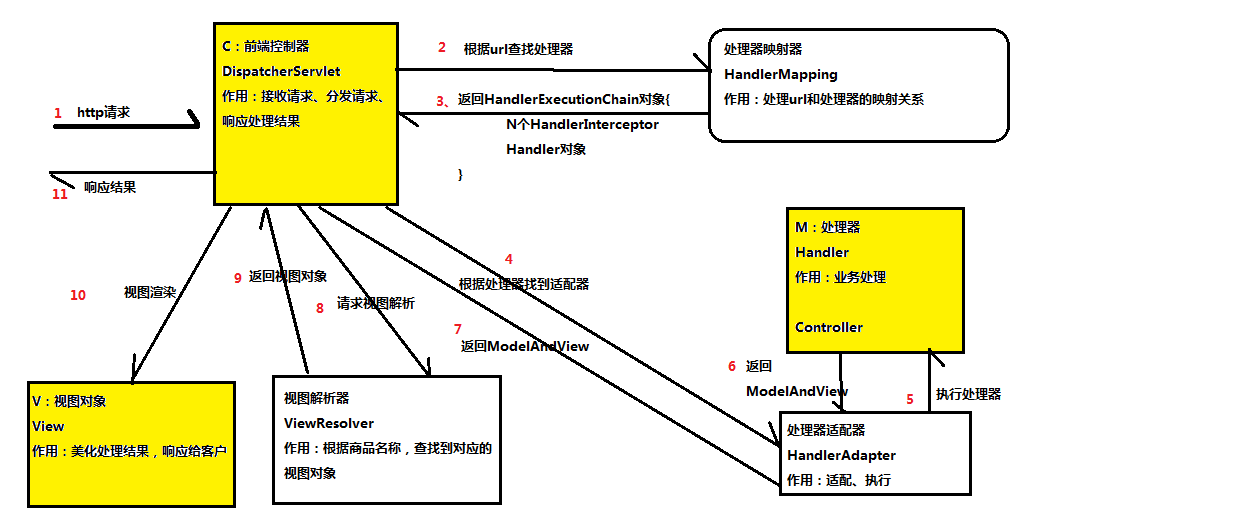 C：前端控制器
DispatcherServlet
作用：接收请求、分发请求、
响应处理结果
2 根据url查找处理器
3、返回HandlerExecutionChain对象{
N个HandlerInterceptor
Handler对象
}
处理器映射器
HandlerMapping
作用：处理url和处理器的映射关系
1 http请求
11 响应结果
M：处理器
Handler
作用：业务处理
Controller
4
根据处理器找到适配器
9 返回视图对象
10 视图渲染
8 请求视图解析
7
返回ModelAndView
6 返回
ModelAndView
5 执行处理器
V：视图对象
View
作用：美化处理结果，响应给客户
视图解析器
ViewResolver
作用：根据商品名称，查找到对应的
视图对象
处理器适配器
HandlerAdapter
作用：适配、执行